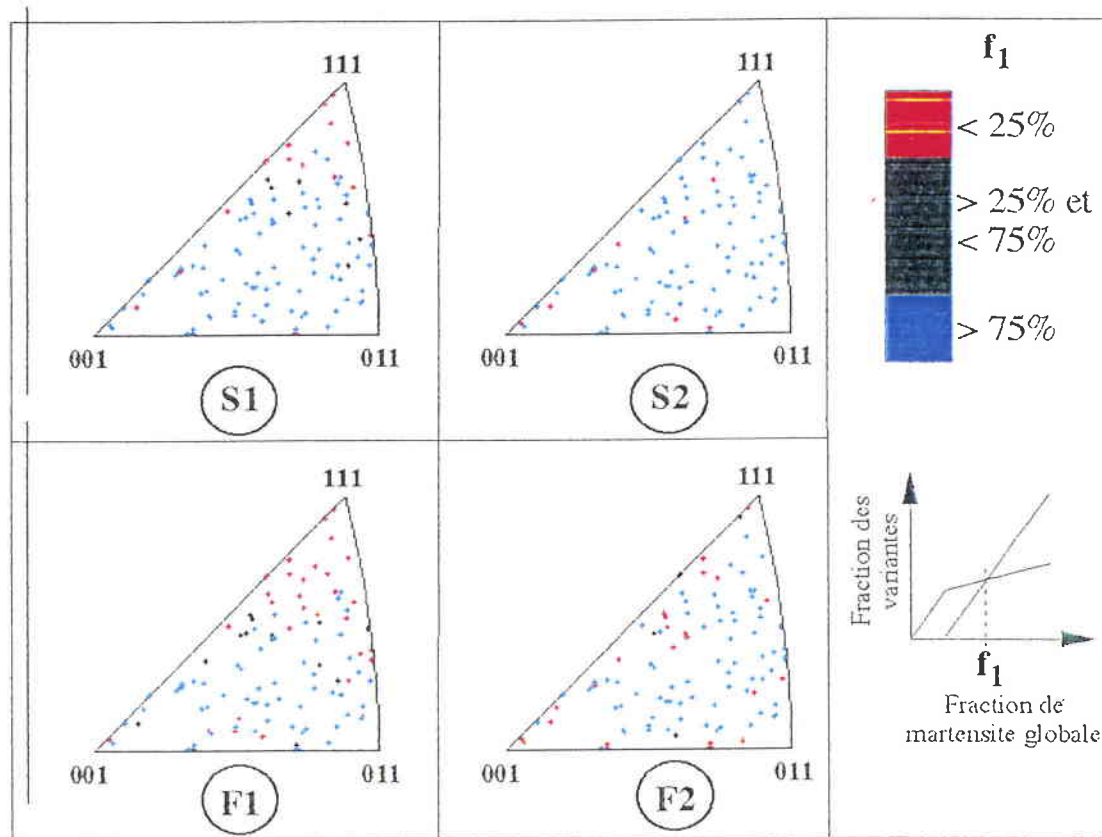 111
001
011
S1
111
001
011
S2
f1
< 25%
> 25% et
< 75%
> 75%
111
001
011
F1
111
001
011
F2
Fraction des
variantes
f1
Fraction de
martensite globale